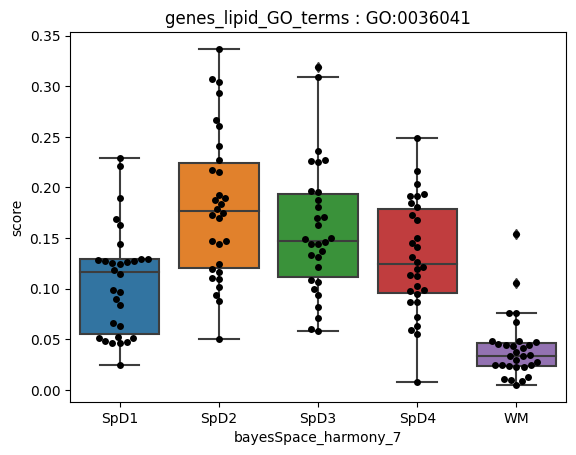 genes_lipid_GO_terms : GO:0036041
0.35
0.30
0.25
0.20
0.15
0.10
0.05
0.00
score
SpD1 SpD2 SpD3 SpD4 WM
bayesSpace_harmony_7